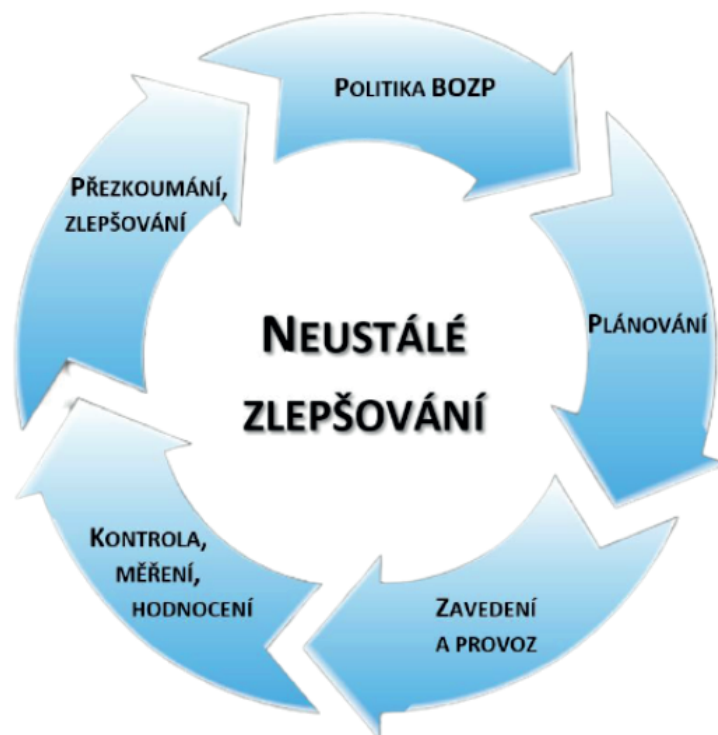 POLITIKA BOZP
PLÁNOVÁNÍ
ZAVEDENÍ
A PROVOZ
KONTROLA,
MĚŘENÍ,
HODNOCENÍ
PŘEZKOUMÁNÍ,
ZLEPŠOVÁNÍ
NEUSTÁLÉ
ZLEPŠOVÁNÍ